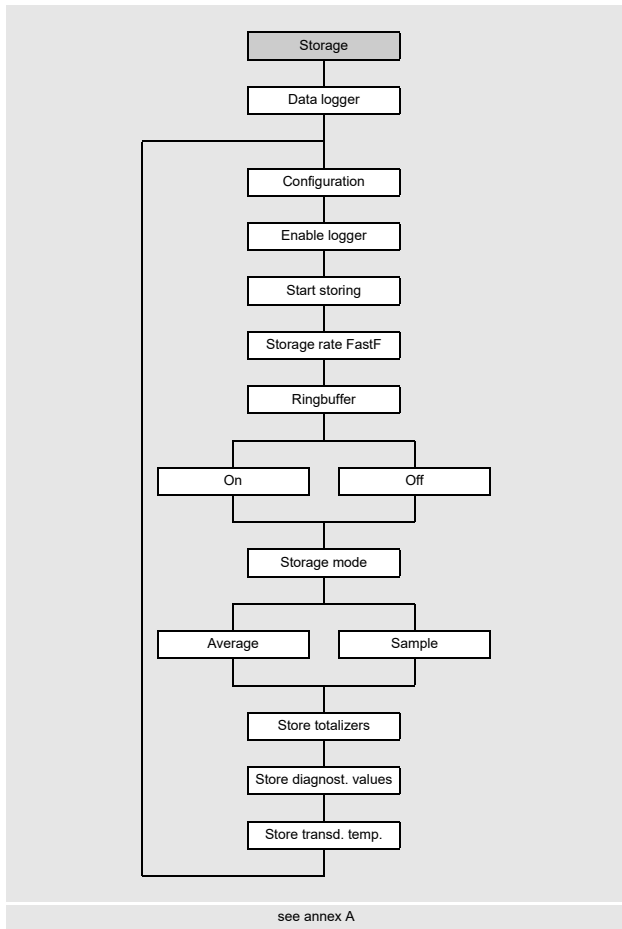 Storage
Data logger
Configuration
Enable logger
Start storing
Storage rate FastF
Ringbuffer
On
Off
Storage mode
Average
Sample
Store totalizers
Store diagnost. values
Store transd. temp.
see annex A